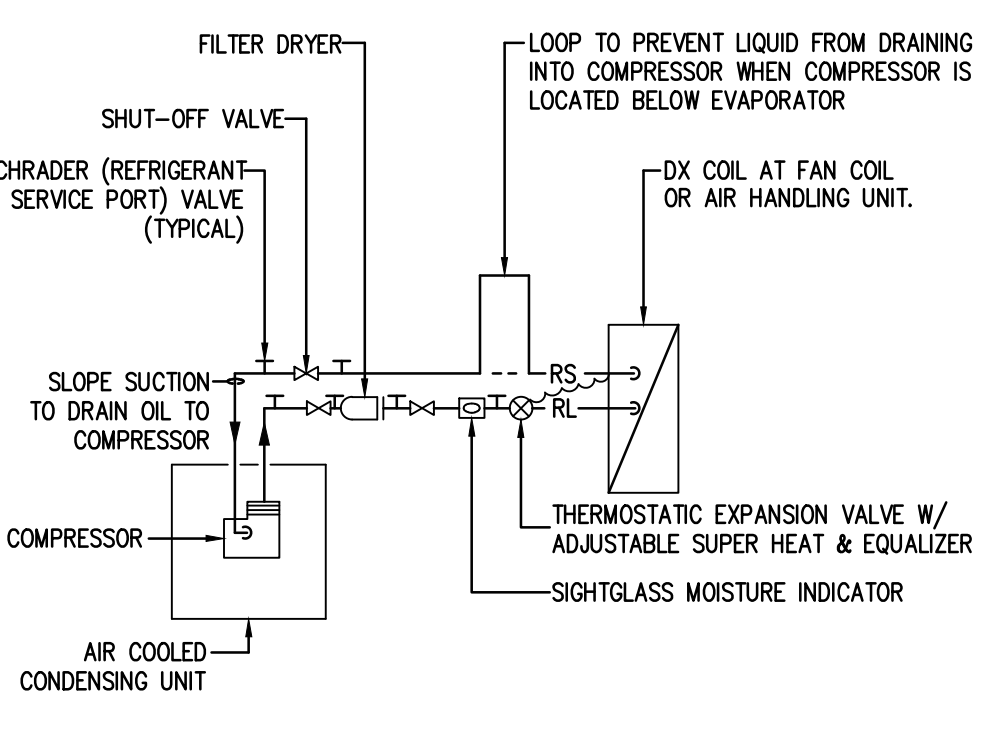 FILTER DRYER
LOOP TO PREVENT LIQUID FROM DRAINING
INTO COMPRESSOR WHEN COMPRESSOR IS
LOCATED BELOW EVAPORATOR
SHUT-OFF VALVE
CHRADER (REFRIGERANT
SERVICE PORT) VALVE
(TYPICAL)
DX COIL AT FAN COIL
OR AIR HANDLING UNIT.
SLOPE SUCTION
TO DRAIN OIL TO
COMPRESSOR
RS
RL
COMPRESSOR
THERMOSTATIC EXPANSION VALVE W/
ADJUSTABLE SUPER HEAT & EQUALIZER
SIGHTGLASS MOISTURE INDICATOR
AIR COOLED
CONDENSING UNIT